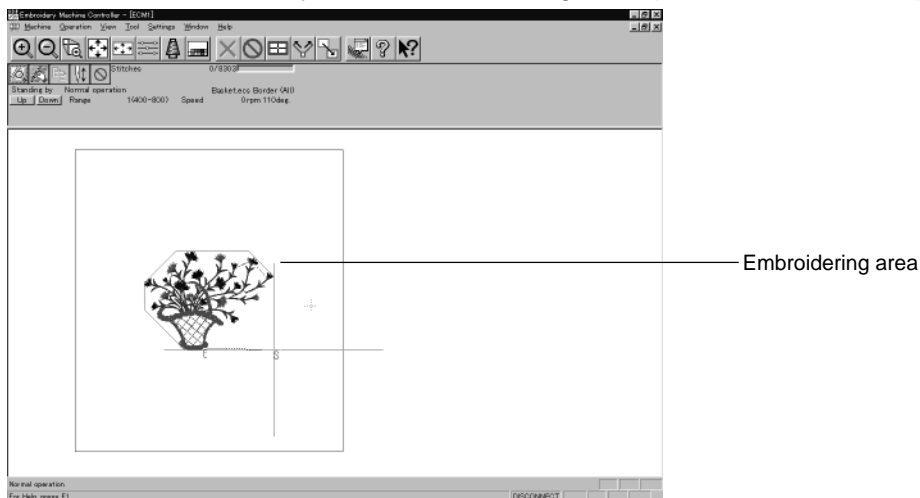 Embroidery Machine Controller - [ECM1]
Machine Operation View Tool Settings Window Help
Stitches 0/8303
Standing by Normal operation Basket.ecs Border (All)
Up Down Range 1(400-800) Speed 0rpm 110deg.
Embroidering area
E S
Normal operation
For Help, press F1 DISCONNECT